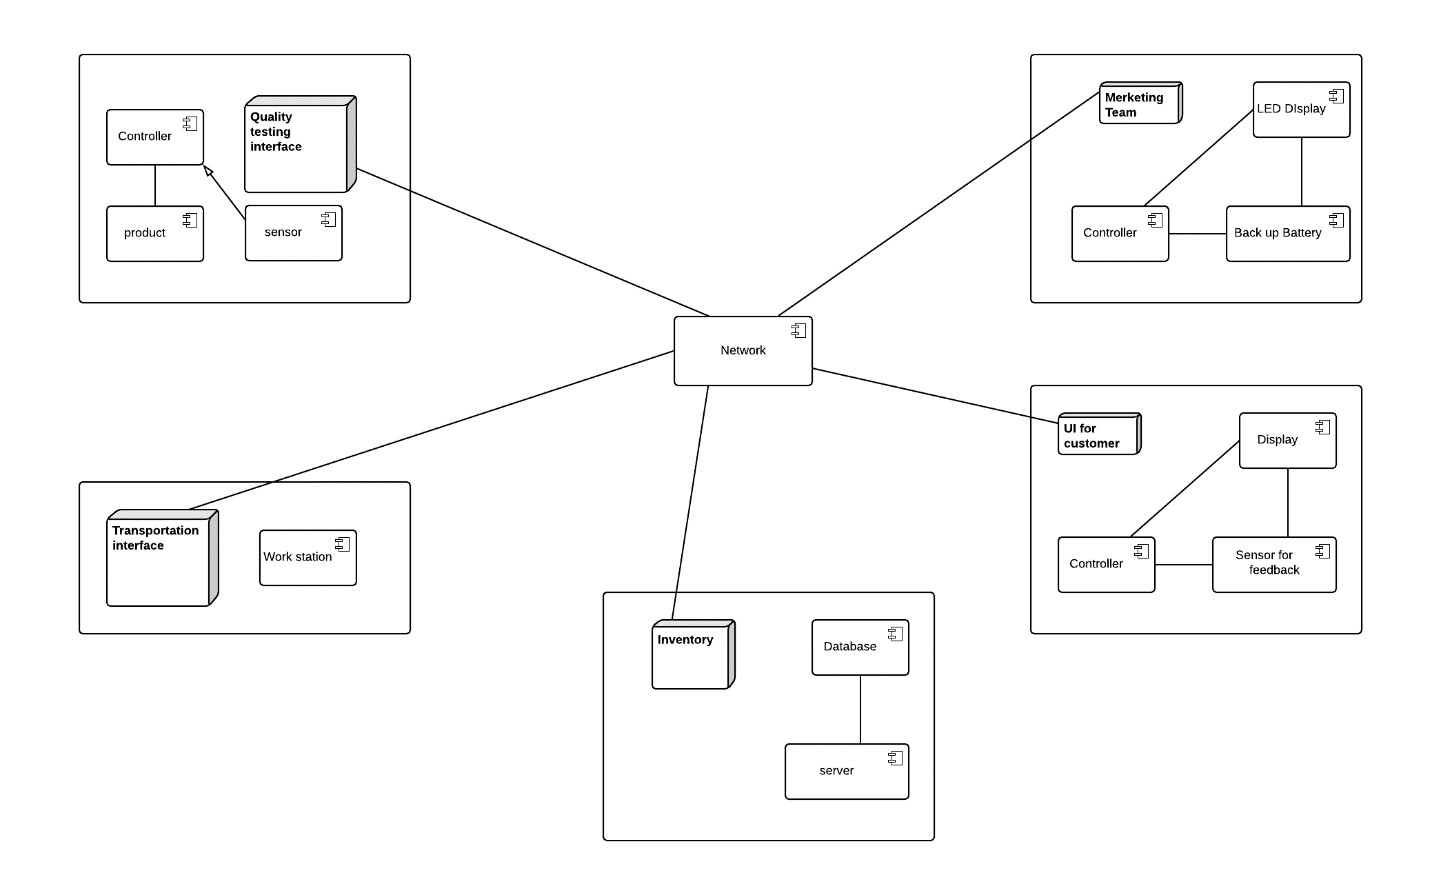 Controller
Quality
testing
interface
product
sensor
Merketing
Team
LED DIsplay
Controller
Back up Battery
Network
UI for
customer
Display
Controller
Sensor for
feedback
Transportation
interface
Work station
Inventory
Database
server